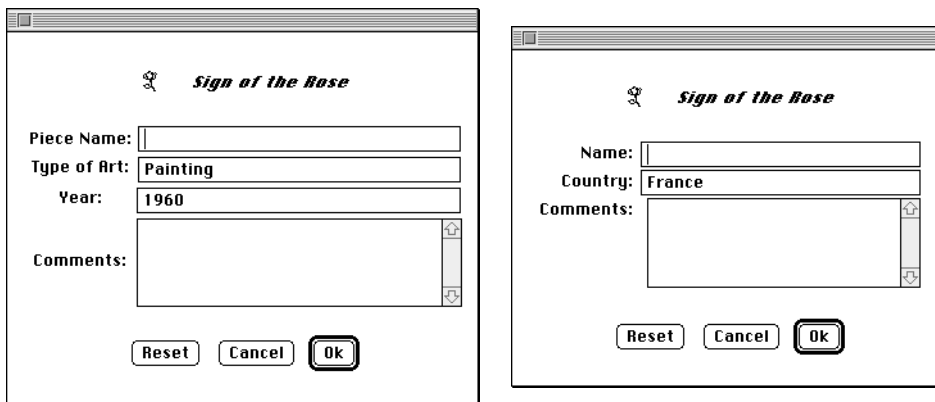 Sign of the Rose
Piece Name:
Type of Art: Painting
Year: 1960
Comments:
Reset Cancel Ok
Sign of the Rose
Name:
Country: France
Comments:
Reset Cancel Ok